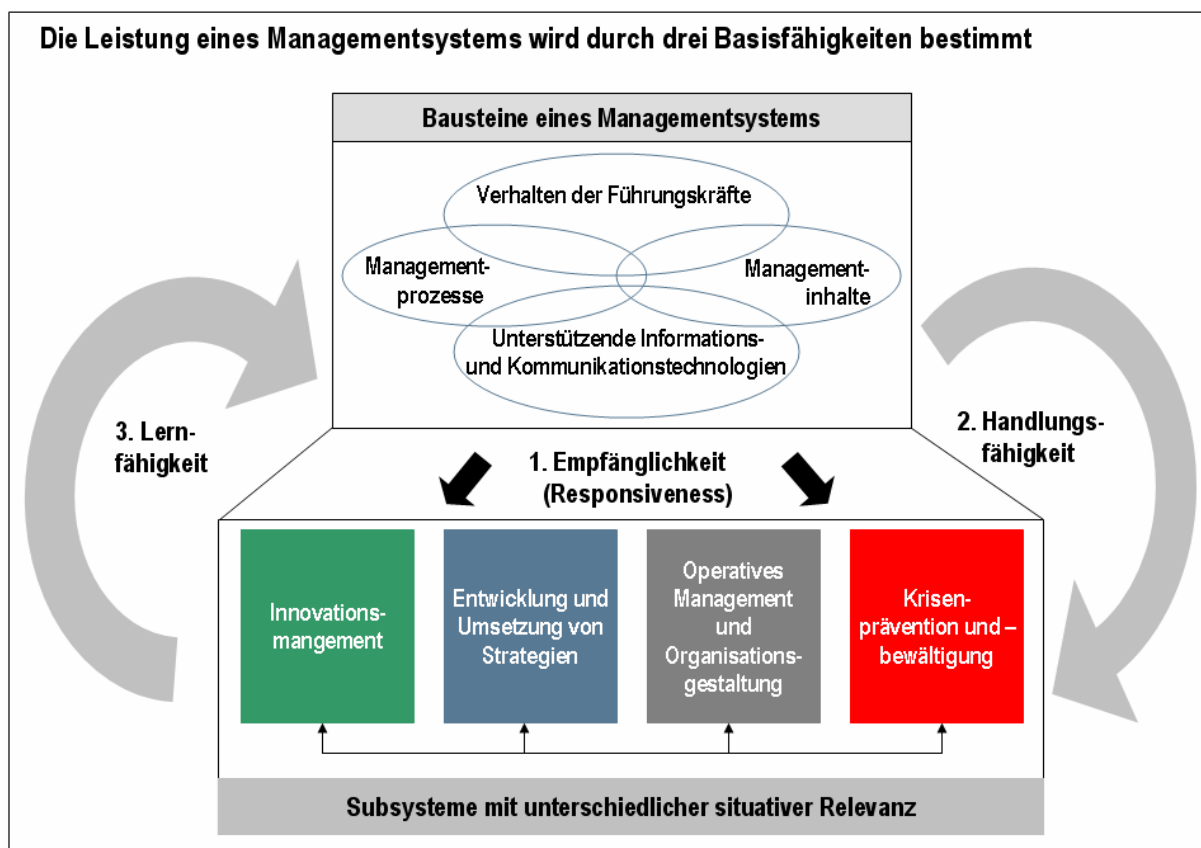 Die Leistung eines Managementsystems wird durch drei Basisfähigkeiten bestimmt
Bausteine eines Managementsystems
Verhalten der Führungskräfte
Management-
prozesse
Management-
inhalte
Unterstützende Informations-
und Kommunikationstechnologien
3. Lern-
fähigkeit
1. Empfänglichkeit
(Responsiveness)
2. Handlungs-
fähigkeit
Innovations-
mangement
Entwicklung und
Umsetzung von
Strategien
Operatives
Management
und
Organisations-
gestaltung
Krisen-
prävention und –
bewältigung
Subsysteme mit unterschiedlicher situativer Relevanz